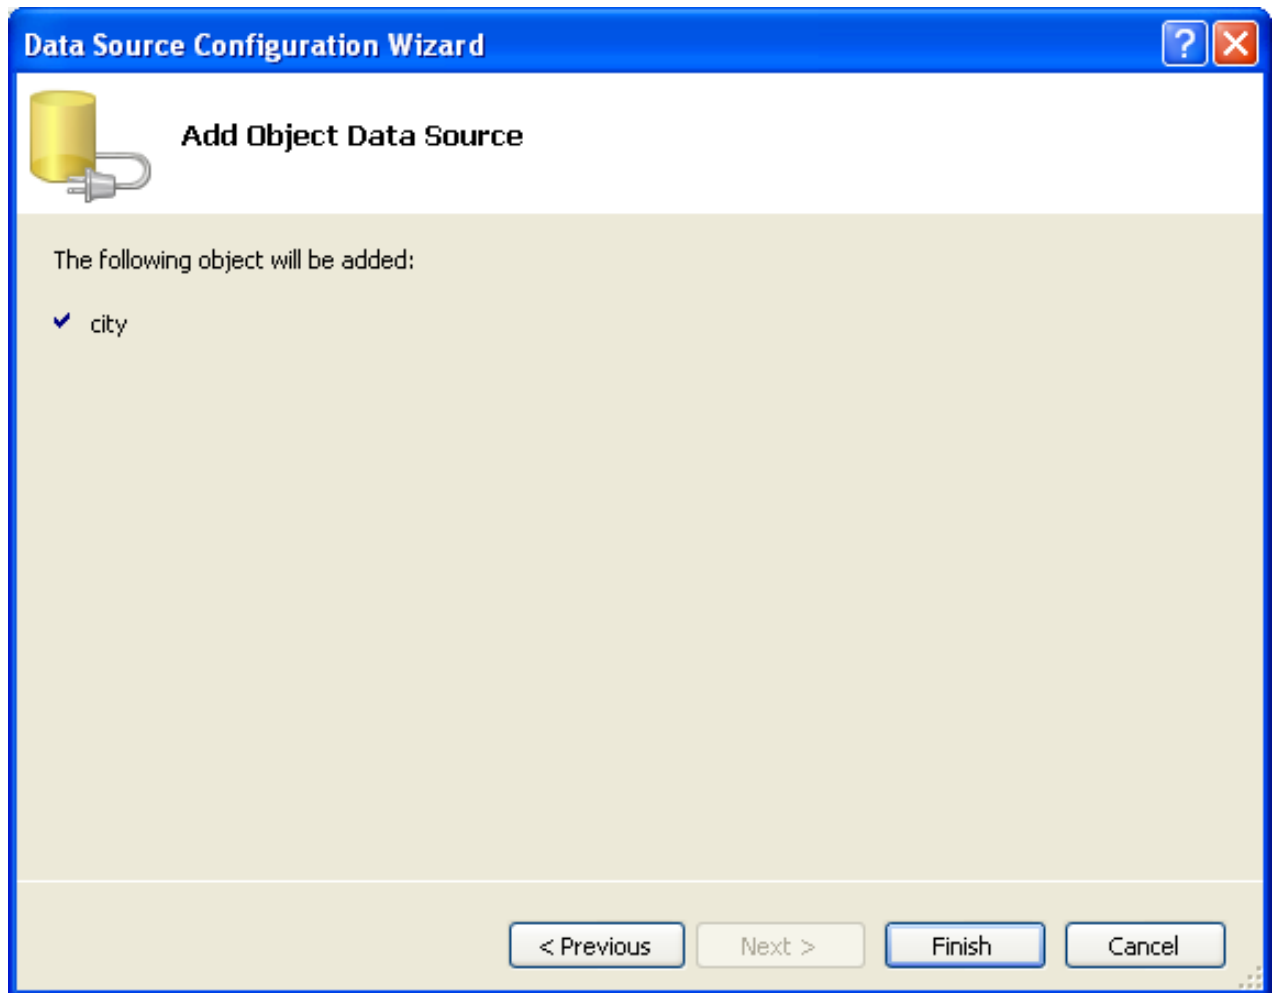 Data Source Configuration Wizard
?
Add Object Data Source
The following object will be added:
city
< Previous
Next >
Finish
Cancel